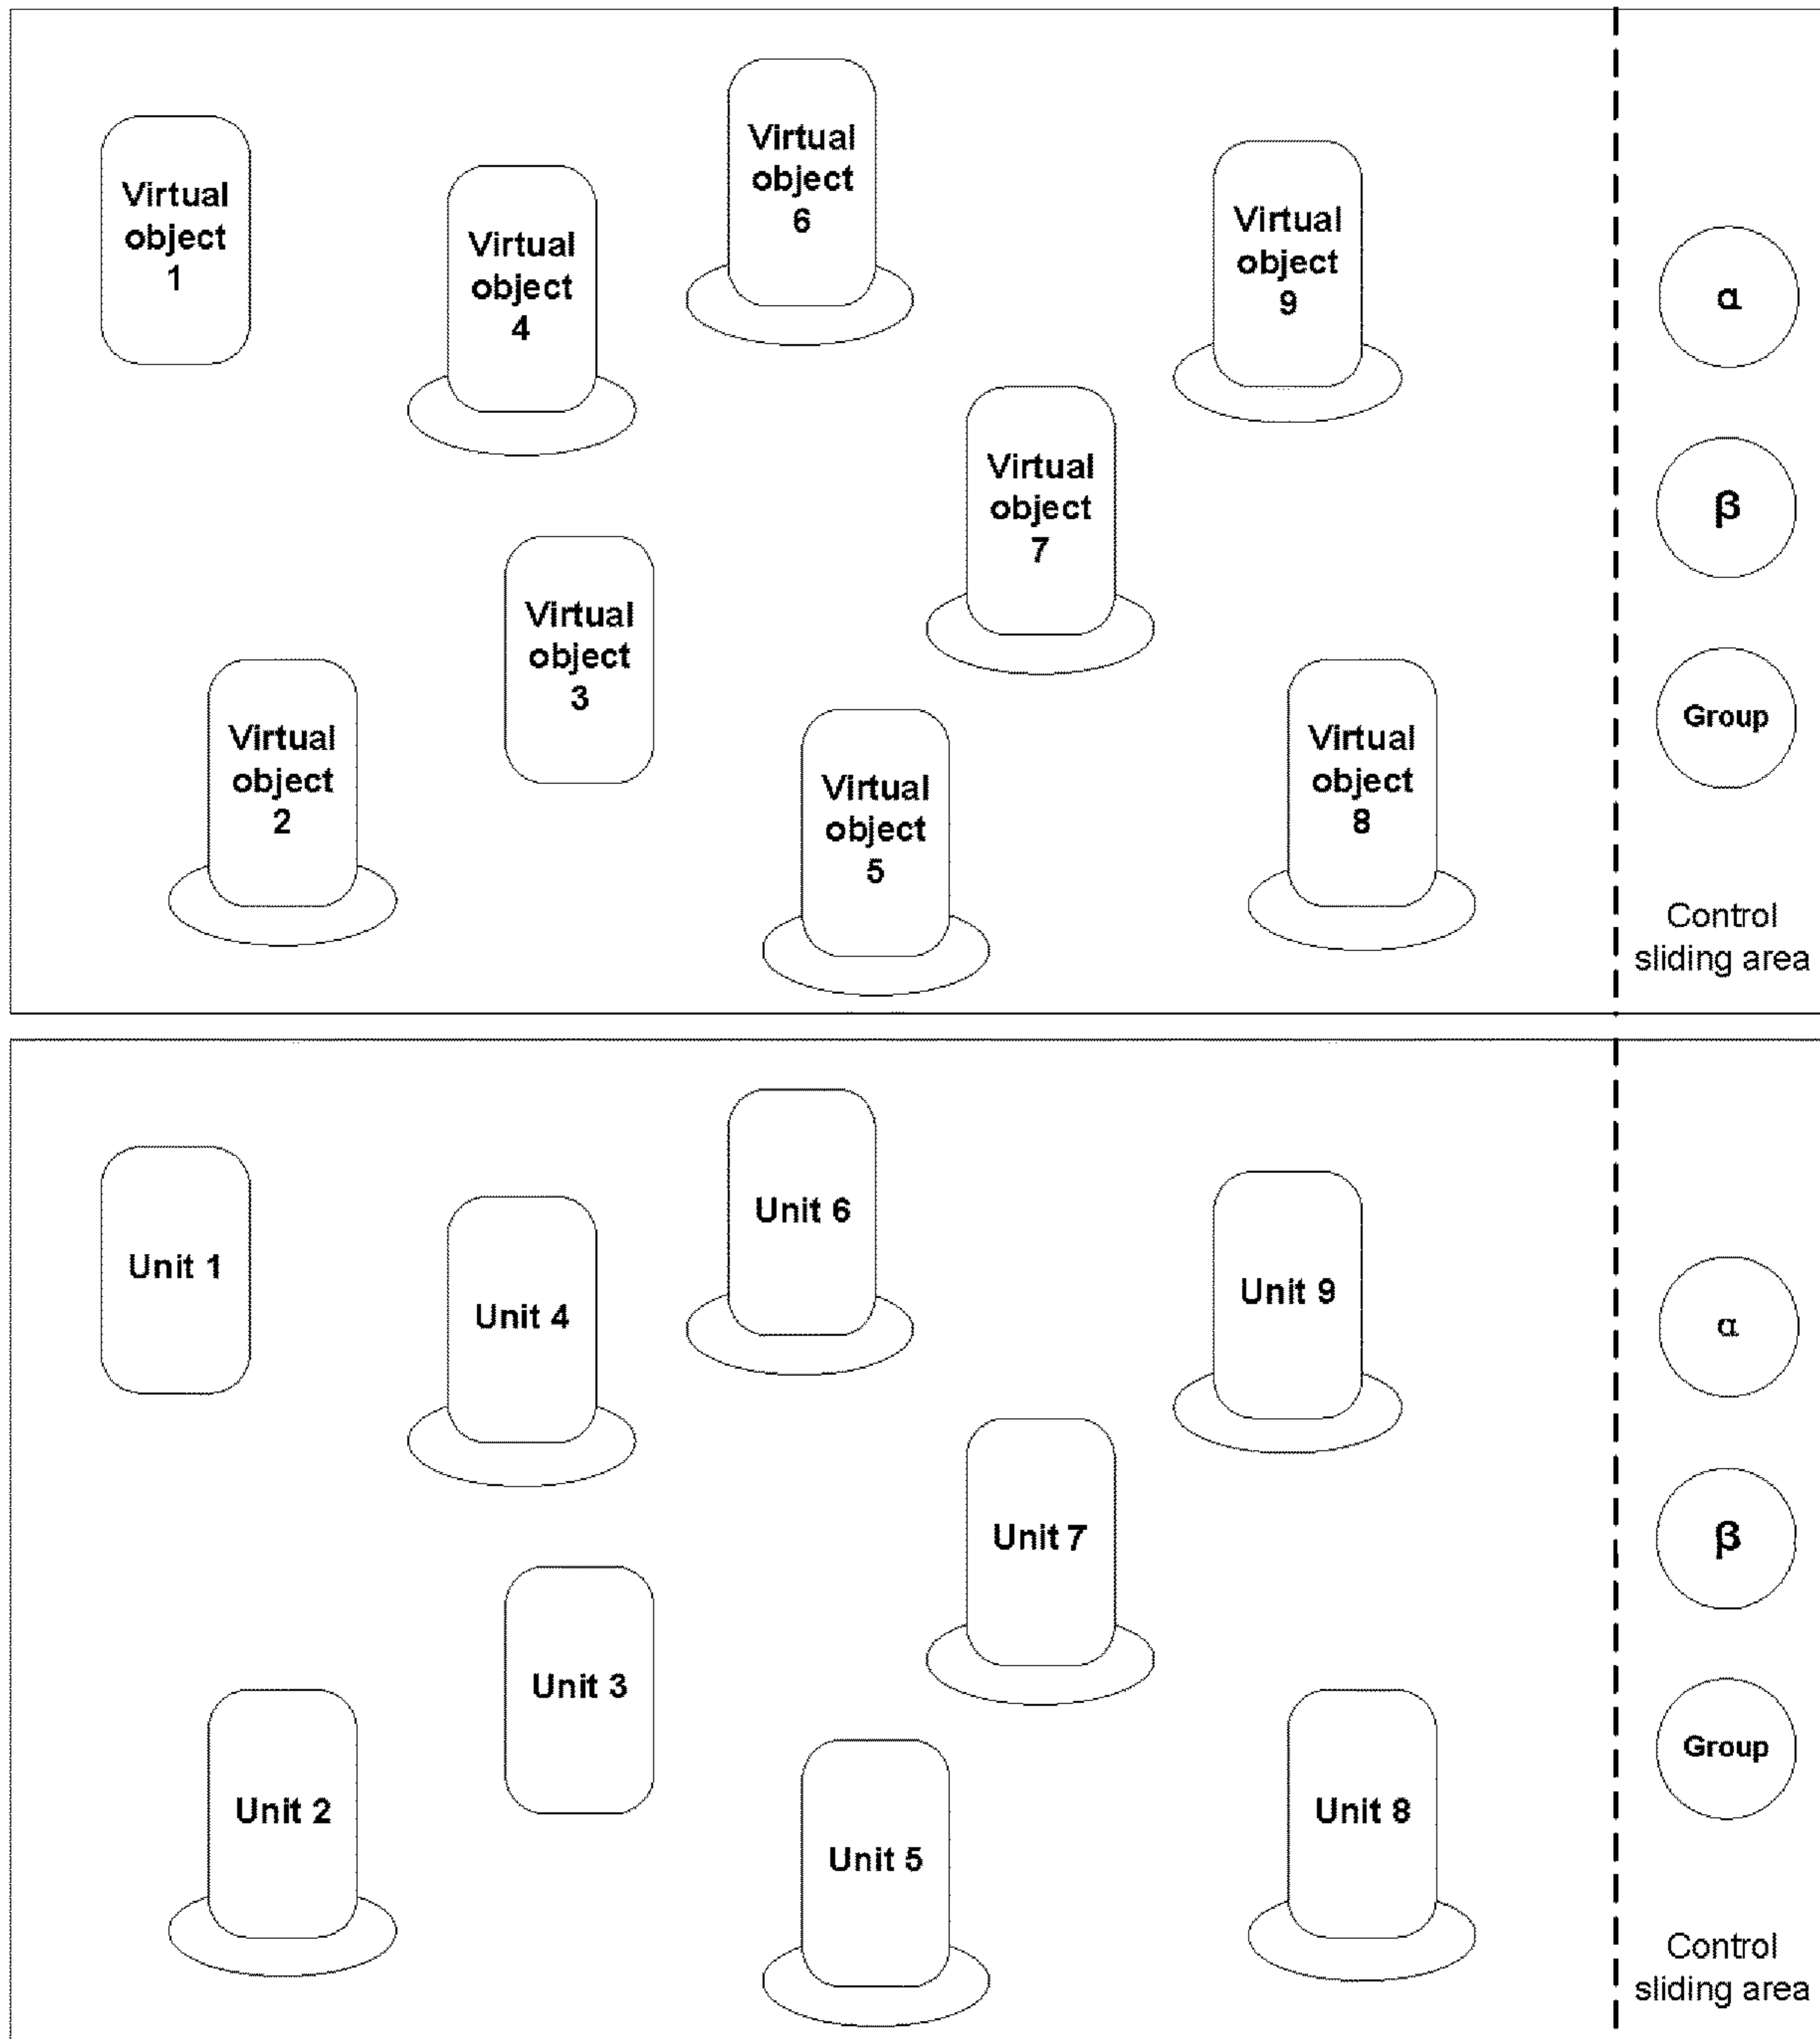 Virtual
object
1
Virtual
object
4
Virtual
object
6
Virtual
object
9
Virtual
object
7
Virtual
object
3
Virtual
object
2
Virtual
object
5
Virtual
object
8
α
β
Group
Control
sliding area
Unit 1
Unit 4
Unit 6
Unit 9
Unit 7
Unit 3
Unit 2
Unit 5
Unit 8
α
β
Group
Control
sliding area